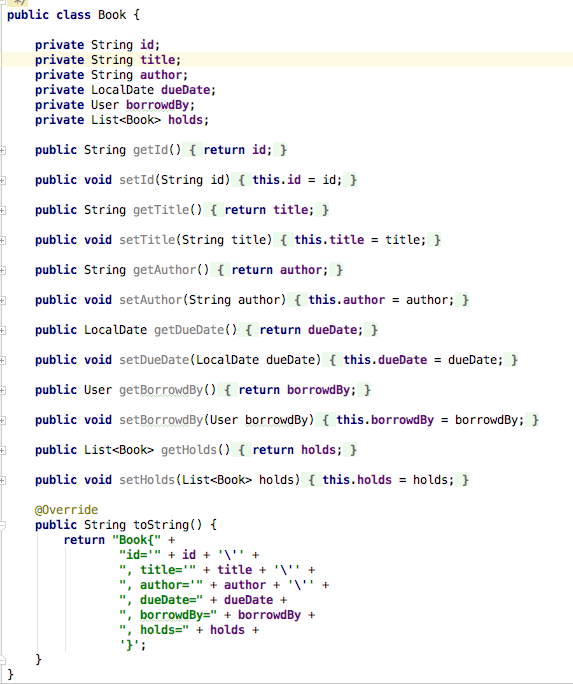 */
public class Book {
private String id;
private String title;
private String author;
private LocalDate dueDate;
private User borrowdBy;
private List<Book> holds;
public String getId() { return id; }
public void setId(String id) { this.id = id; }
public String getTitle() { return title; }
public void setTitle(String title) { this.title = title; }
public String getAuthor() { return author; }
public void setAuthor(String author) { this.author = author; }
public LocalDate getDueDate() { return dueDate; }
public void setDueDate(LocalDate dueDate) { this.dueDate = dueDate; }
public User getBorrowdBy() { return borrowdBy; }
public void setBorrowdBy(User borrowdBy) { this.borrowdBy = borrowdBy; }
public List<Book> getHolds() { return holds; }
public void setHolds(List<Book> holds) { this.holds = holds; }
@Override
public String toString() {
return "Book{" +
"id='" + id + '\'' +
", title='" + title + '\'' +
", author='" + author + '\'' +
", dueDate=" + dueDate +
", borrowdBy=" + borrowdBy +
", holds=" + holds +
'}';
}
}